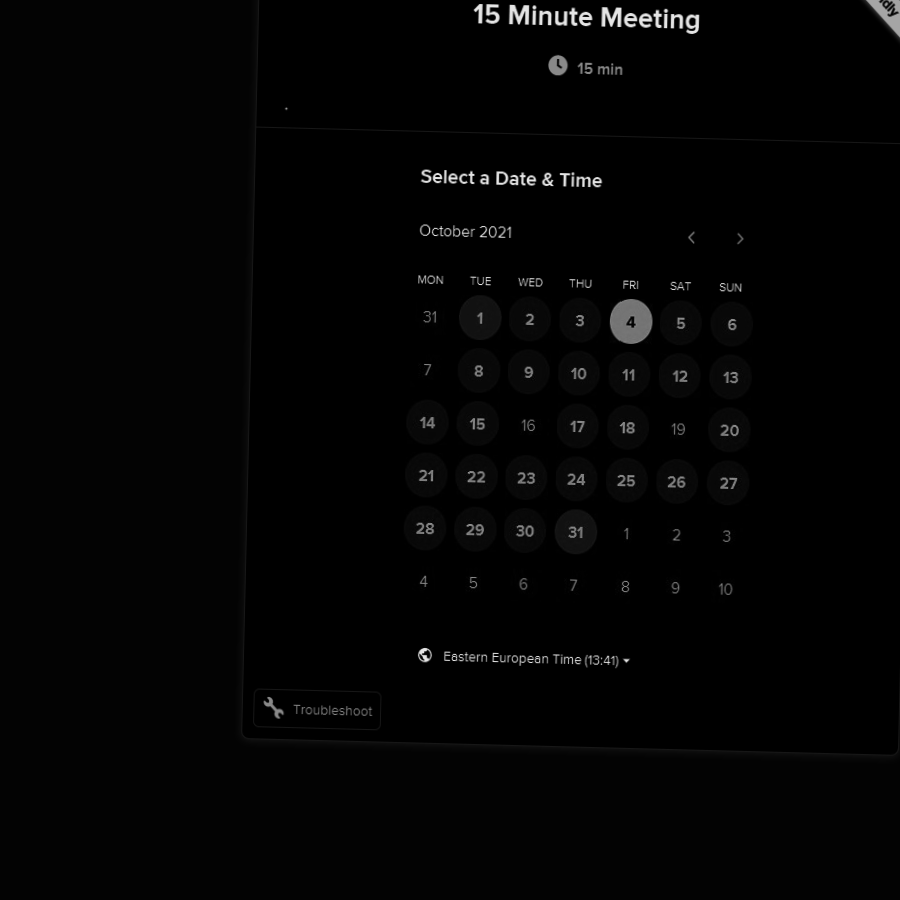 15 Minute Meeting
15 min
Select a Date & Time
October 2021
MON TUE WED THU FRI SAT SUN
31 1 2 3 4 5 6
7 8 9 10 11 12 13
14 15 16 17 18 19 20
21 22 23 24 25 26 27
28 29 30 31 1 2 3
4 5 6 7 8 9 10
Eastern European Time (13:41)
Troubleshoot